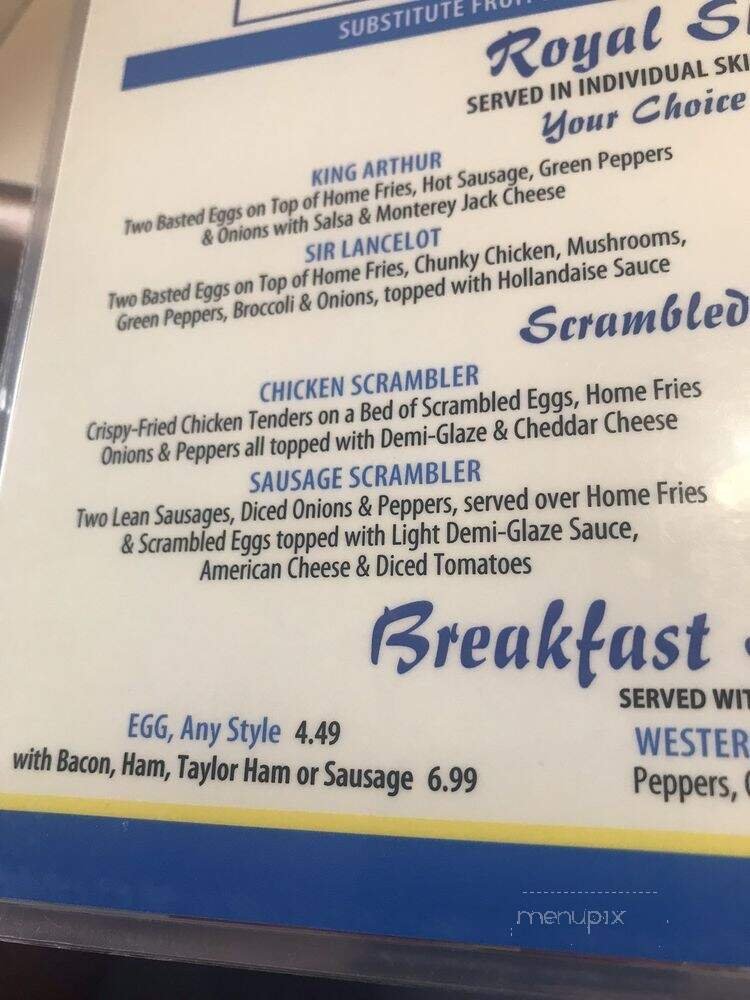 SUBSTITUTE
Royal
SERVED IN INDIVIDUAL
Your Choice
KING ARTHUR
Two Basted Eggs on Top of Home Fries, Hot Sausage, Green Peppers
& Onions with Salsa & Monterey Jack Cheese
SIR LANCELOT
Two Basted Eggs on Top of Home Fries, Chunky Chicken, Mushrooms,
Green Peppers, Broccoli & Onions, topped with Hollandaise Sauce
Scrambled
CHICKEN SCRAMBLER
Crispy-Fried Chicken Tenders on a Bed of Scrambled Eggs, Home Fries
Onions & Peppers all topped with Demi-Glaze & Cheddar Cheese
SAUSAGE SCRAMBLER
Two Lean Sausages, Diced Onions & Peppers, served over Home Fries
& Scrambled Eggs topped with Light Demi-Glaze Sauce,
American Cheese & Diced Tomatoes
Breakfast
SERVED
EGG, Any Style 4.49
with Bacon, Ham, Taylor Ham or Sausage 6.99
WESTER
Peppers,
menupix